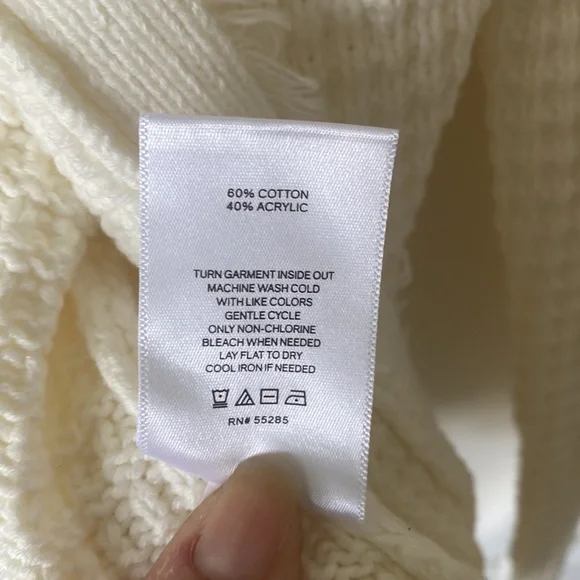 60% COTTON
40% ACRYLIC
TURN GARMENT INSIDE OUT
MACHINE WASH COLD
WITH LIKE COLORS
GENTLE CYCLE
ONLY NON-CHLORINE
BLEACH WHEN NEEDED
LAY FLAT TO DRY
COOL IRON IF NEEDED
RN# 55285